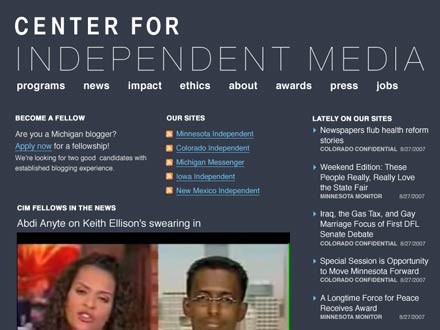 CENTER FOR
INDEPENDENT MEDIA
programs news impact ethics about awards press jobs
BECOME A FELLOW
Are you a Michigan blogger?
Apply now for a fellowship!
We're looking for two good candidates with
established blogging experience.
OUR SITES
Minnesota Independent
Colorado Independent
Michigan Messenger
Iowa Independent
New Mexico Independent
CIM FELLOWS IN THE NEWS
Abdi Anyte on Keith Ellison's swearing in
LATELY ON OUR SITES
Newspapers flub health reform
stories
COLORADO CONFIDENTIAL 8/27/2007
Weekend Edition: These
People Really, Really Love
the State Fair
MINNESOTA MONITOR 8/27/2007
Iraq, the Gas Tax, and Gay
Marriage Focus of First DFL
Senate Debate
COLORADO CONFIDENTIAL 8/27/2007
Special Session is Opportunity
to Move Minnesota Forward
COLORADO CONFIDENTIAL 8/27/2007
A Longtime Force for Peace
Receives Award
MINNESOTA MONITOR 8/27/2007